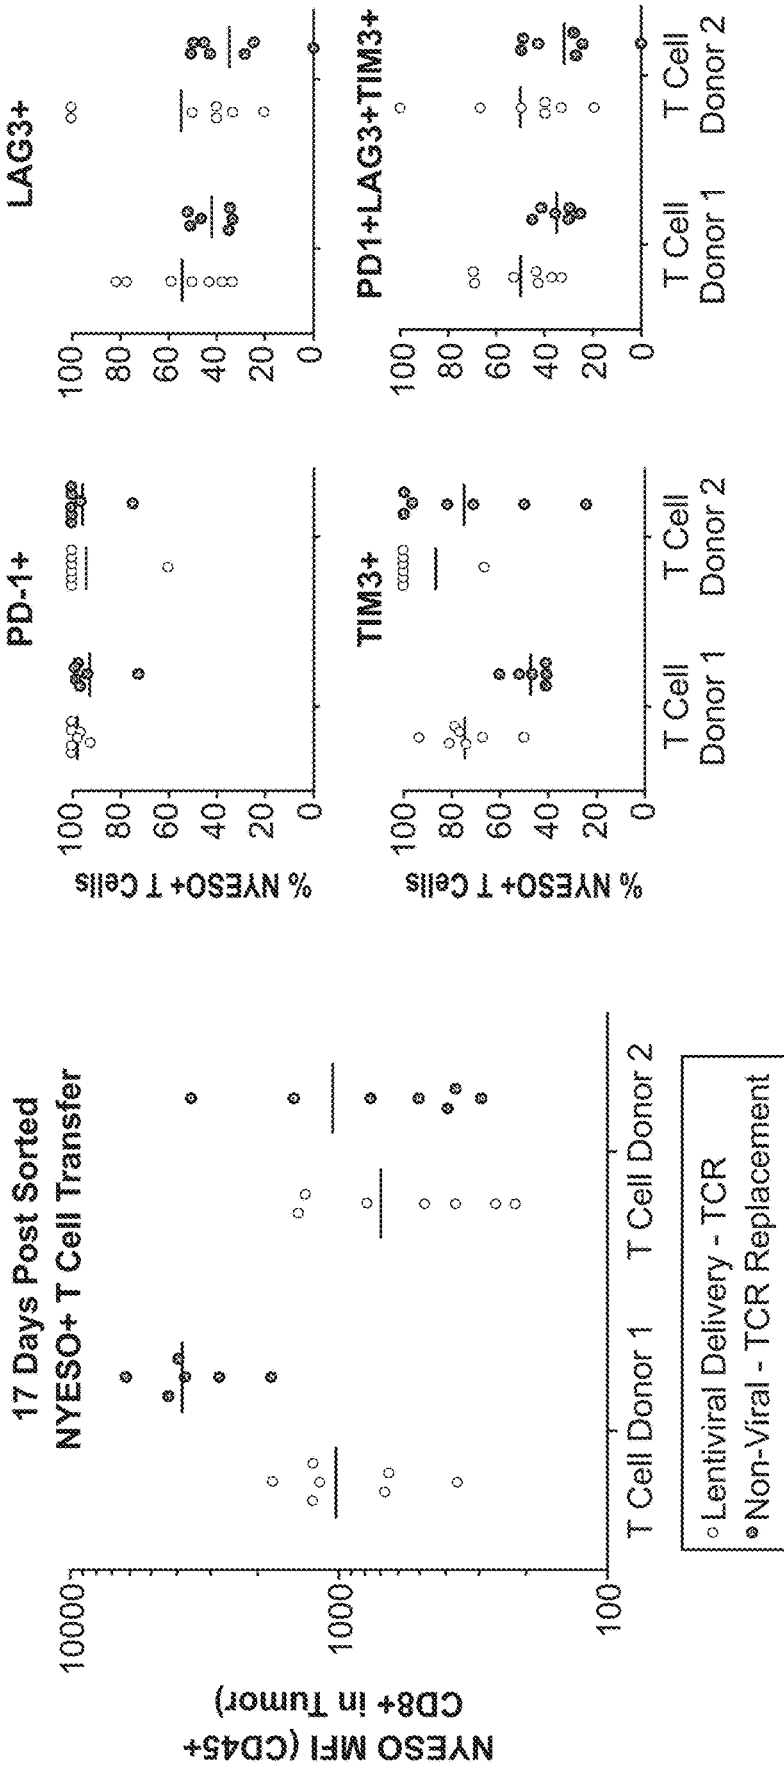 17 Days Post Sorted
NYESO+ T Cell Transfer
NYESO MFI (CD45+
CD8+ in Tumor)
10000
1000
100
T Cell Donor 1
T Cell Donor 2
Lentiviral Delivery - TCR
Non-Viral - TCR Replacement
PD-1+
% NYESO+ T Cells
100
80
60
40
20
0
LAG3+
100
80
60
40
20
0
TIM3+
% NYESO+ T Cells
100
80
60
40
20
0
T Cell
Donor 1
T Cell
Donor 2
PD1+LAG3+TIM3+
100
80
60
40
20
0
T Cell
Donor 1
T Cell
Donor 2